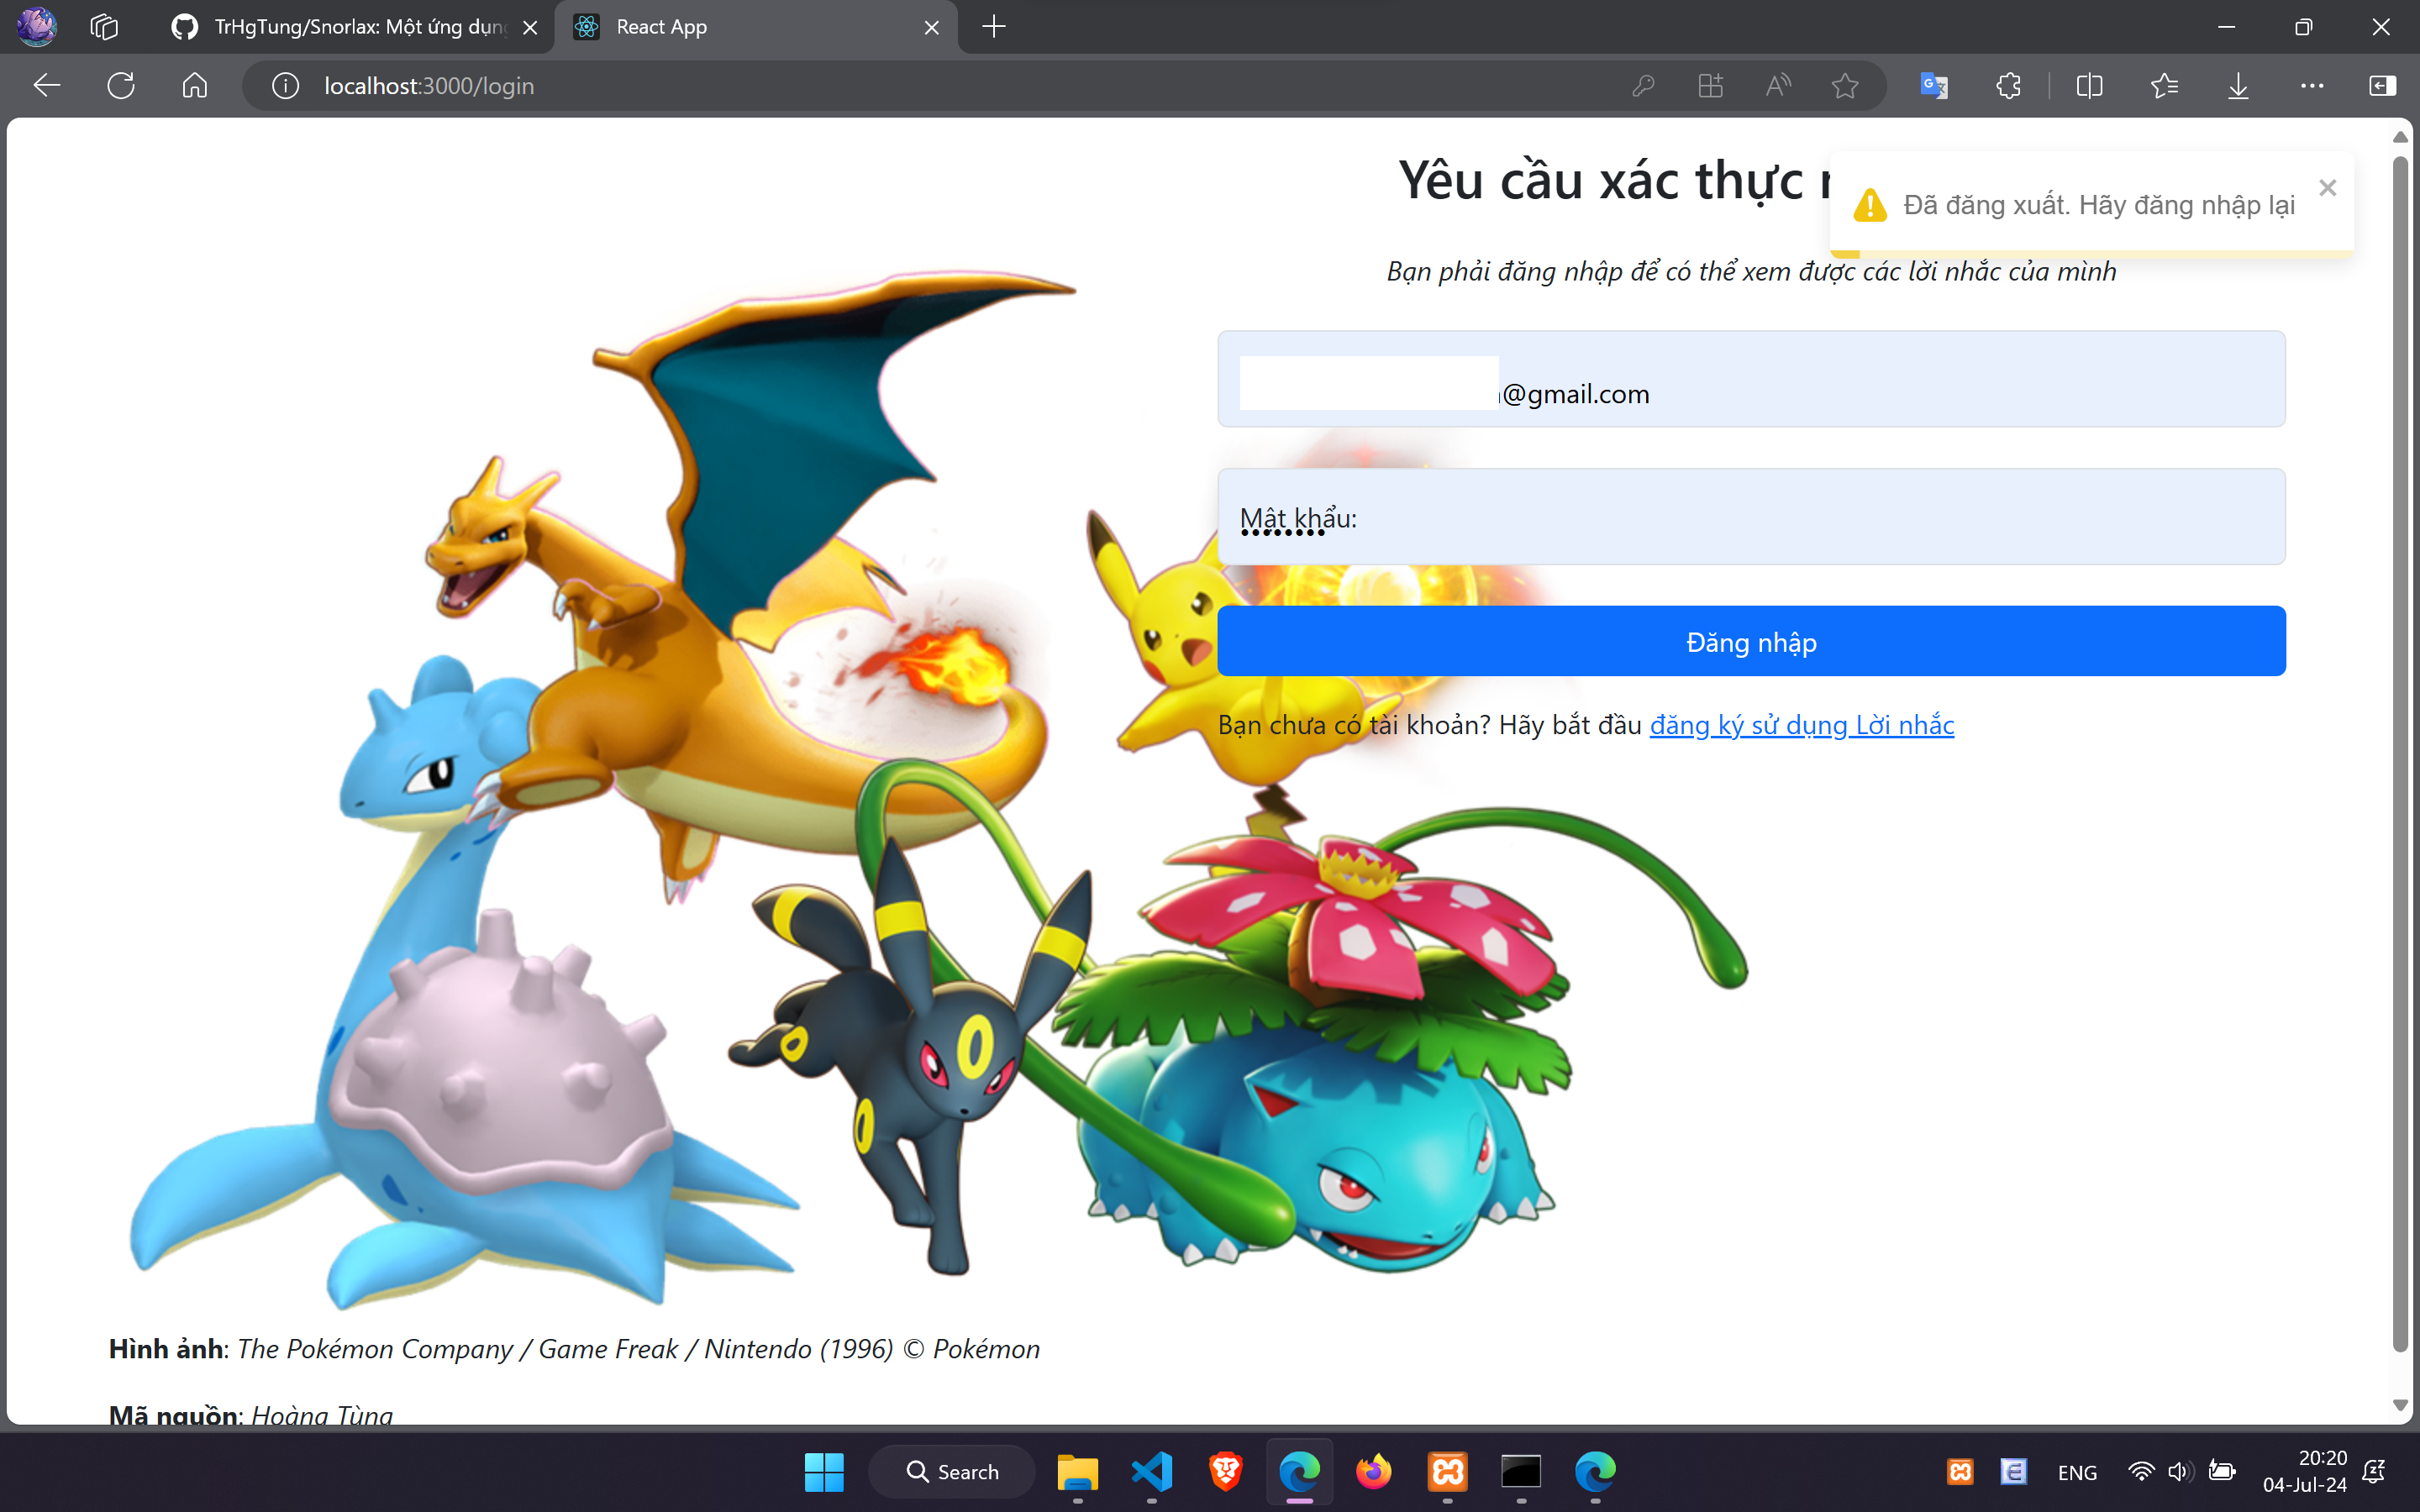 TrHgTung/Snorlax: Một ứng dụng
React App
localhost:3000/login
Yêu cầu xác thực
Đã đăng xuất. Hãy đăng nhập lại
Bạn phải đăng nhập để có thể xem được các lời nhắc của mình
@gmail.com
Mật khẩu:
Đăng nhập
Bạn chưa có tài khoản? Hãy bắt đầu đăng ký sử dụng Lời nhắc
Hình ảnh: The Pokémon Company / Game Freak / Nintendo (1996) © Pokémon
Mã nguồn: Hoàng Tùng
Search
ENG
20:20
04-Jul-24